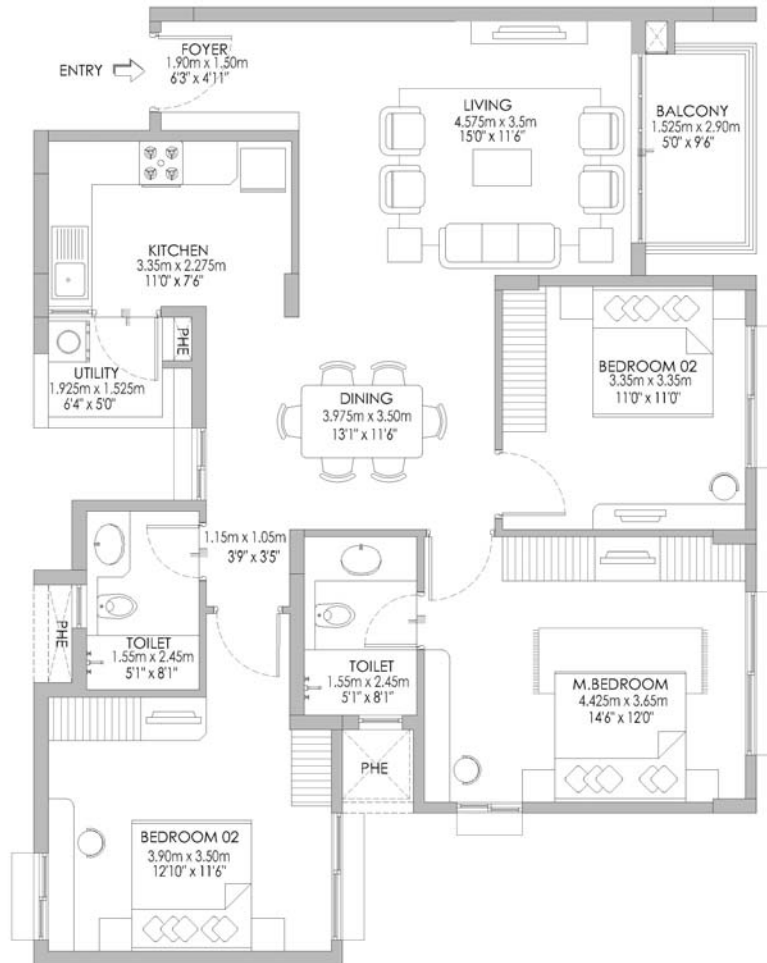 FOYER
1.90m x 1.50m
6'3" x 4'11"
ENTRY
LIVING
4.575m x 3.5m
15'0" x 11'6"
BALCONY
1.525m x 2.90m
5'0" x 9'6"
KITCHEN
3.35m x 2.275m
11'0" x 7'6"
PHE
UTILITY
1.925m x 1.525m
6'4" x 5'0"
BEDROOM 02
3.35m x 3.35m
11'0" x 11'0"
DINING
3.975m x 3.50m
13'1" x 11'6"
1.15m x 1.05m
3'9" x 3'5"
PHE
TOILET
1.55m x 2.45m
5'1" x 8'1"
TOILET
1.55m x 2.45m
5'1" x 8'1"
M.BEDROOM
4.425m x 3.65m
14'6" x 12'0"
PHE
BEDROOM 02
3.90m x 3.50m
12'10" x 11'6"